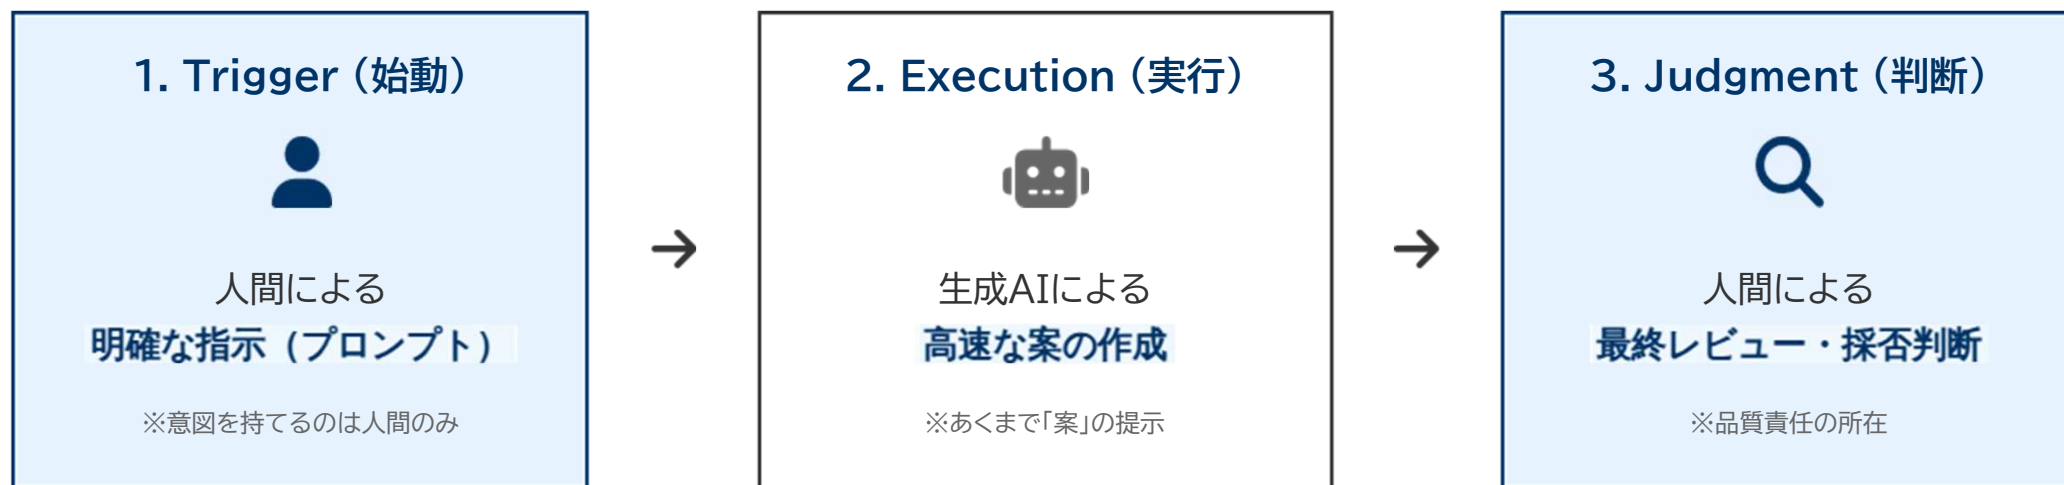 1. Trigger（始動）
人間による
明確な指示（プロンプト）
※意図を持てるのは人間のみ
→
2. Execution（実行）
生成AIによる
高速な案の作成
※あくまで「案」の提示
→
3. Judgment（判断）
人間による
最終レビュー・採否判断
※品質責任の所在